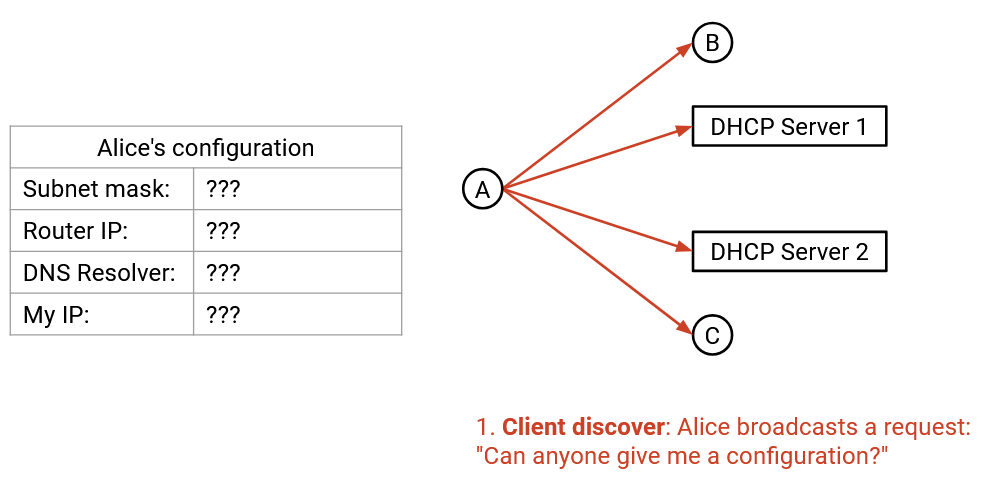 Alice's configuration
Subnet mask: ???
Router IP: ???
DNS Resolver: ???
My IP: ???
B
DHCP Server 1
A
DHCP Server 2
C
1. Client discover: Alice broadcasts a request:
"Can anyone give me a configuration?"